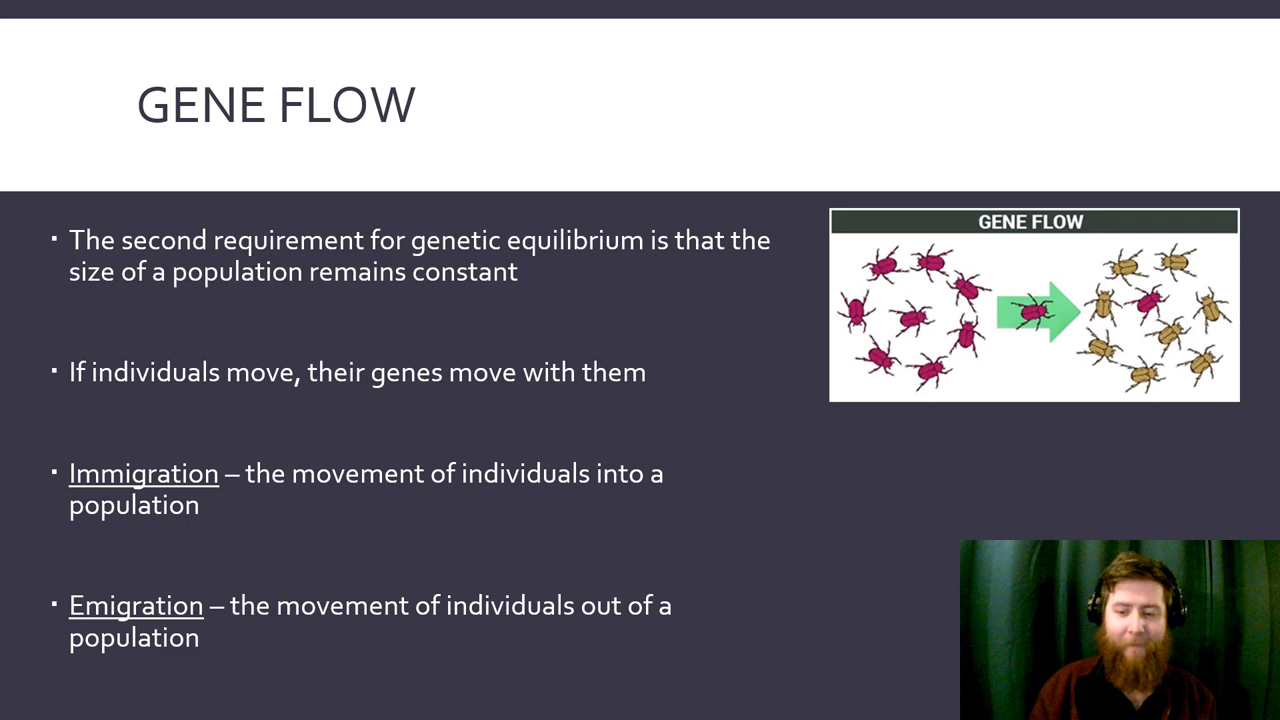 GENE FLOW
▪ The second requirement for genetic equilibrium is that the
size of a population remains constant
▪ If individuals move, their genes move with them
▪ Immigration – the movement of individuals into a
population
▪ Emigration – the movement of individuals out of a
population
GENE FLOW